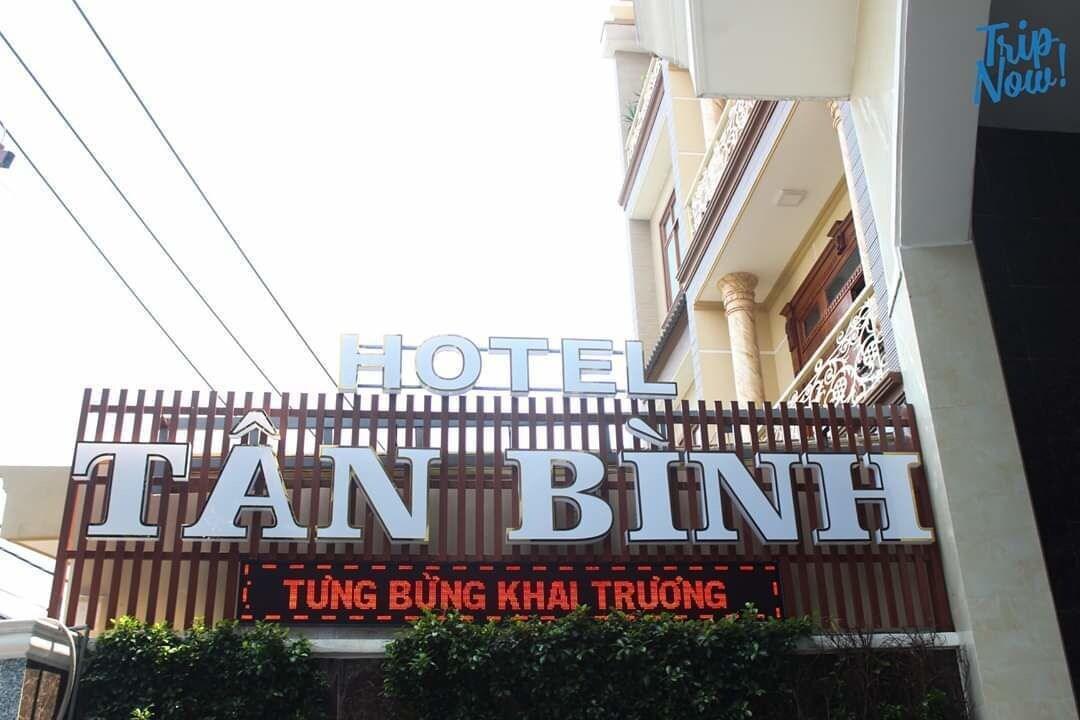 Trip
Now!
HOTEL
TÂN BÌNH
TƯNG BỪNG KHAI TRƯƠNG